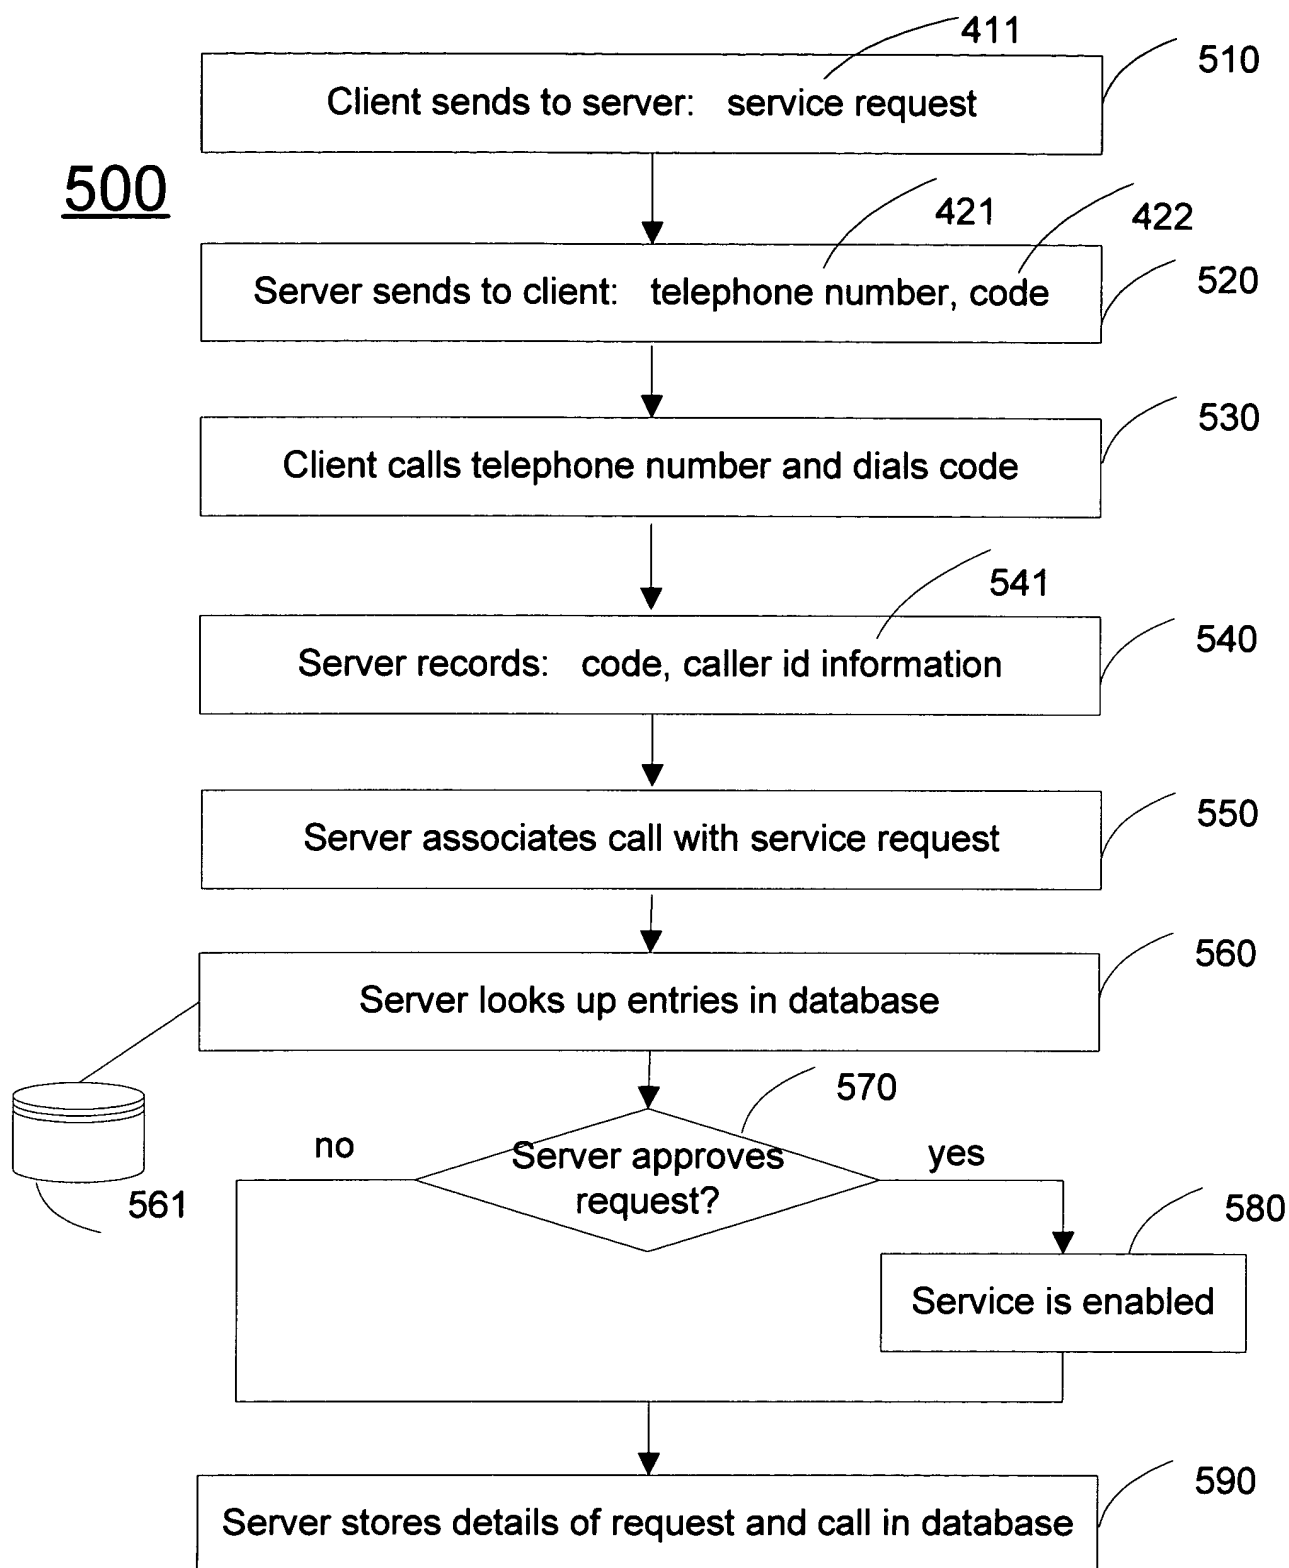 411
510
Client sends to server: service request
500
421
422
520
Server sends to client: telephone number, code
530
Client calls telephone number and dials code
541
540
Server records: code, caller id information
550
Server associates call with service request
560
Server looks up entries in database
570
no
Server approves
request?
yes
561
580
Service is enabled
590
Server stores details of request and call in database